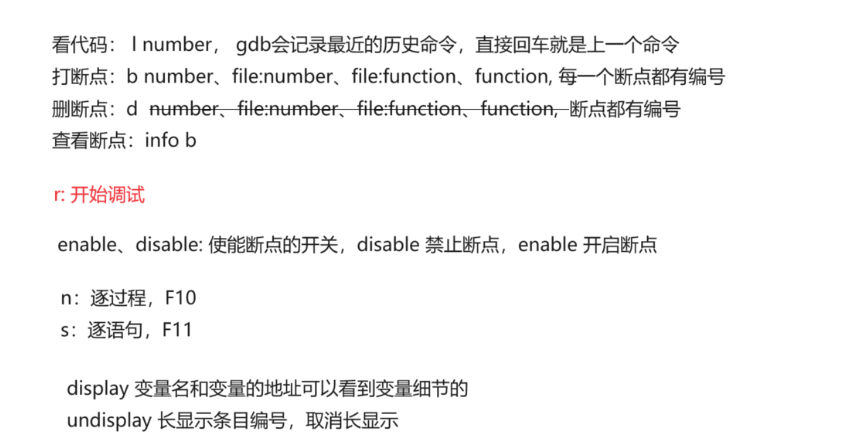 看代码： l number， gdb会记录最近的历史命令，直接回车就是上一个命令
打断点：b number、file:number、file:function、function, 每一个断点都有编号
删断点：d number、file:number、file:function、function, 断点都有编号
查看断点：info b
r: 开始调试
enable、disable: 使能断点的开关，disable 禁止断点，enable 开启断点
n：逐过程，F10
s：逐语句，F11
display 变量名和变量的地址可以看到变量细节的
undisplay 长显示条目编号，取消长显示